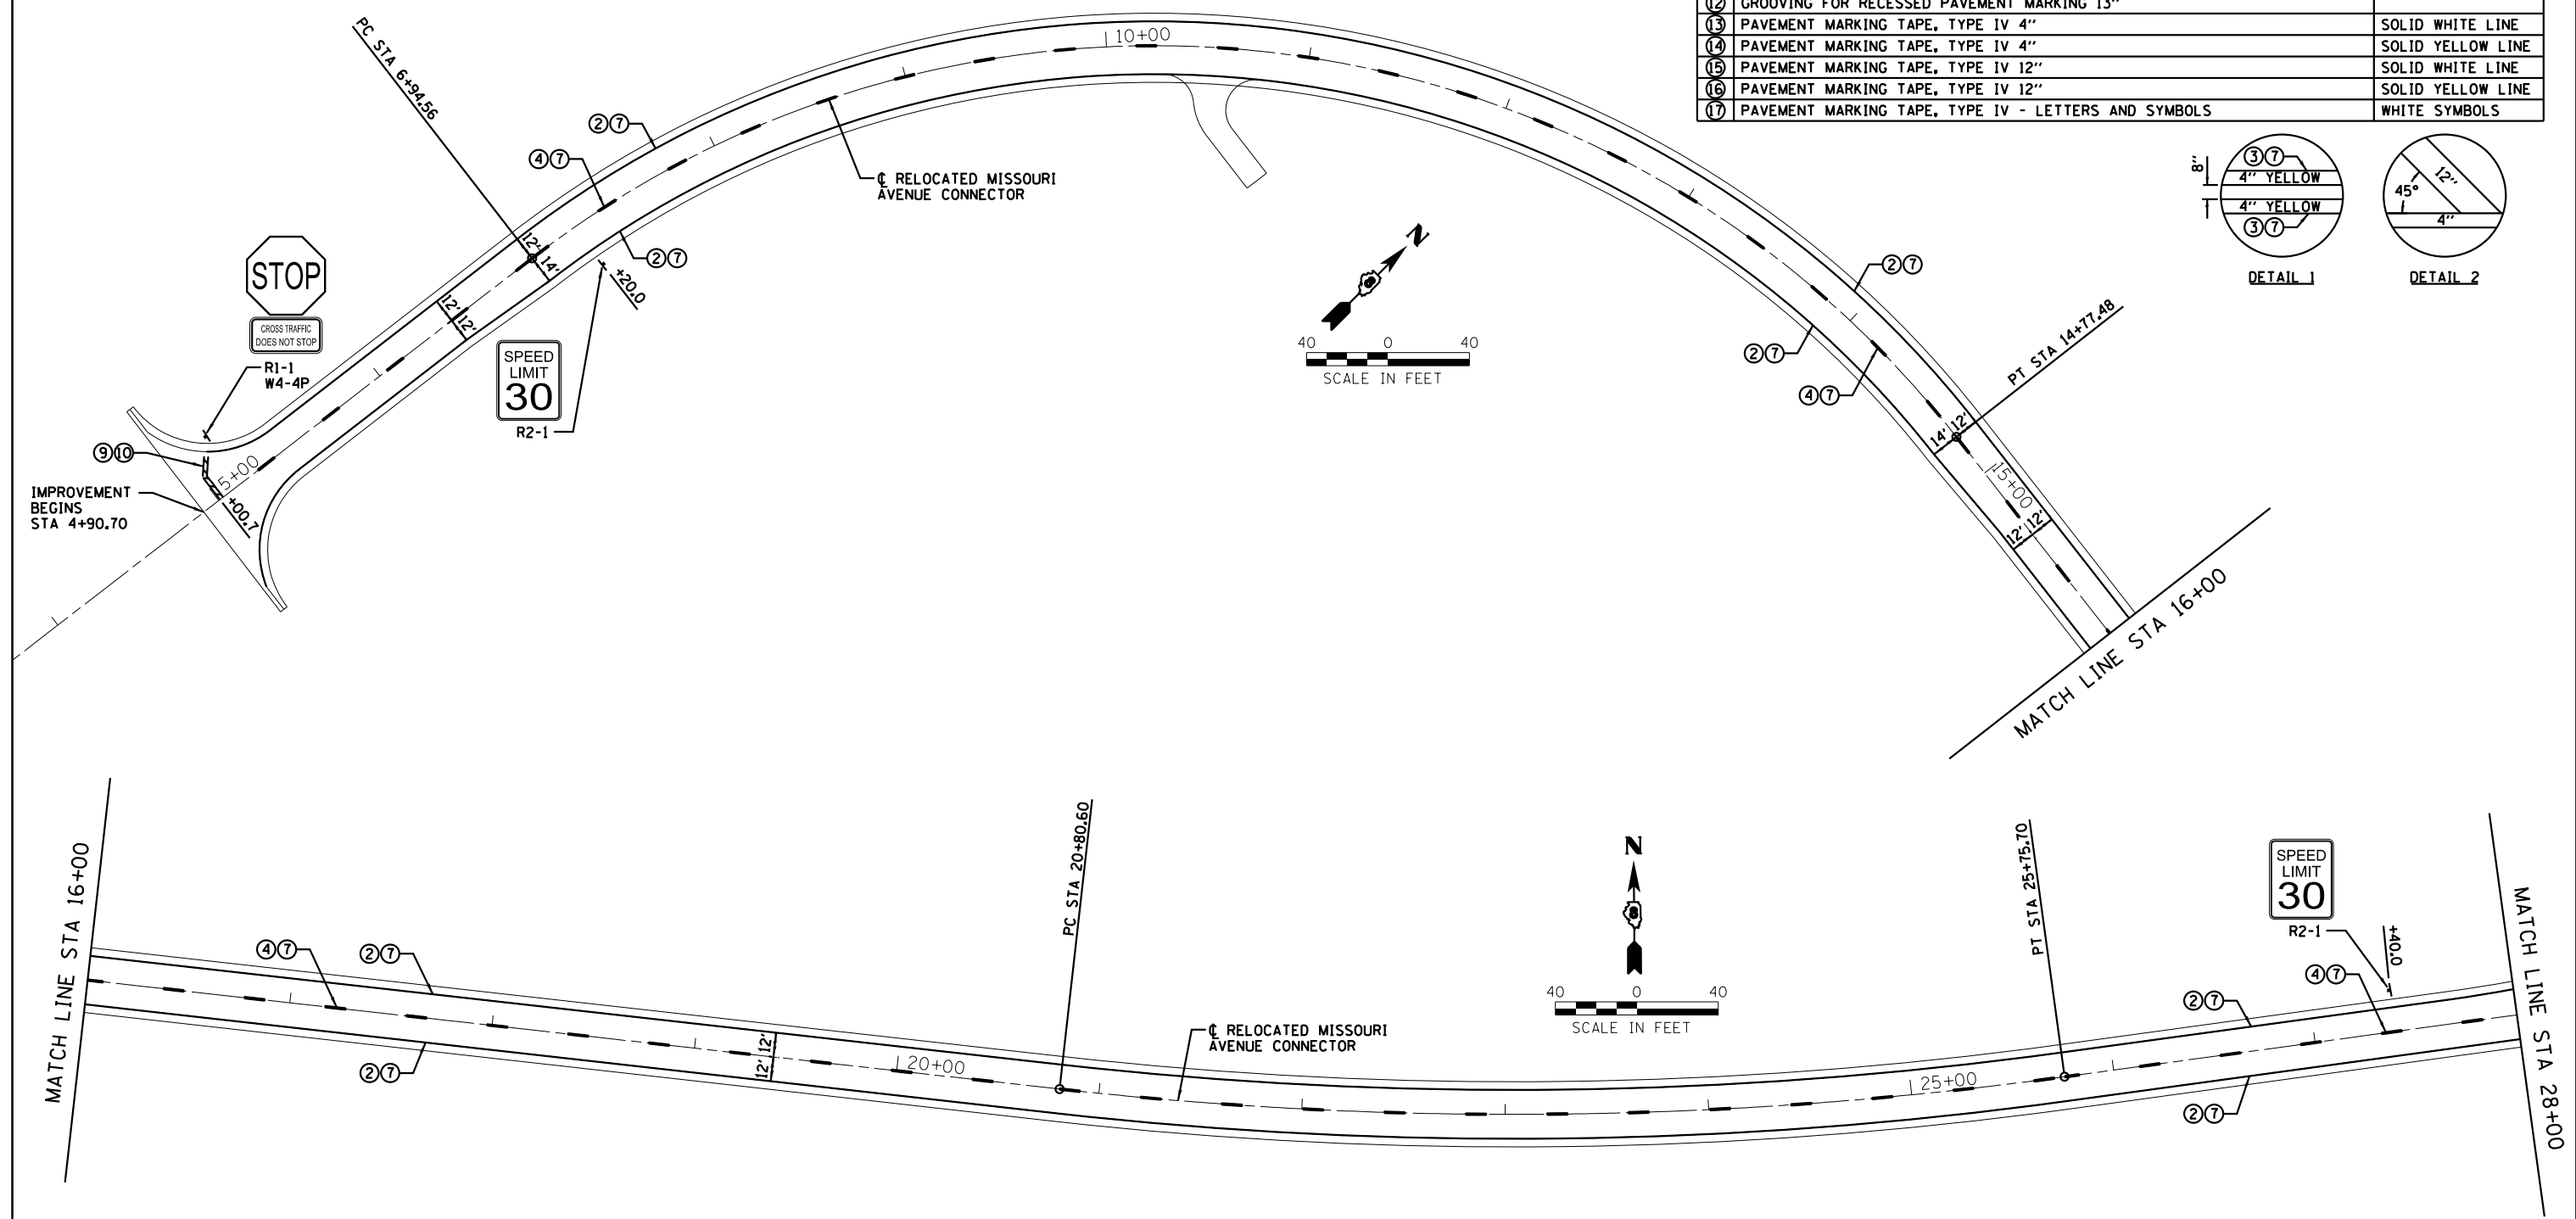 ⑫ GROOVING FOR RECESSED PAVEMENT MARKING 13"
⑬ PAVEMENT MARKING TAPE, TYPE IV 4" SOLID WHITE LINE
⑭ PAVEMENT MARKING TAPE, TYPE IV 4" SOLID YELLOW LINE
⑮ PAVEMENT MARKING TAPE, TYPE IV 12" SOLID WHITE LINE
⑯ PAVEMENT MARKING TAPE, TYPE IV 12" SOLID YELLOW LINE
⑰ PAVEMENT MARKING TAPE, TYPE IV - LETTERS AND SYMBOLS WHITE SYMBOLS
8"
③⑦
4" YELLOW
4" YELLOW
③⑦
DETAIL 1
12"
45°
4"
DETAIL 2
PC STA 6+94.56
10+00
②⑦
④⑦
℄ RELOCATED MISSOURI
AVENUE CONNECTOR
②⑦
12'
14'
+20.0
12'
12'
STOP
CROSS TRAFFIC
DOES NOT STOP
R1-1
W4-4P
SPEED
LIMIT
30
R2-1
⑨⑩
5+00
+00.7
IMPROVEMENT
BEGINS
STA 4+90.70
N
8
40 0 40
SCALE IN FEET
②⑦
②⑦
④⑦
PT STA 14+77.48
14'
12'
15+00
12'
12'
MATCH LINE STA 16+00
MATCH LINE STA 16+00
④⑦
②⑦
②⑦
12'
12'
20+00
PC STA 20+80.60
℄ RELOCATED MISSOURI
AVENUE CONNECTOR
N
8
40 0 40
SCALE IN FEET
25+00
PT STA 25+75.70
SPEED
LIMIT
30
R2-1
+40.0
④⑦
②⑦
②⑦
MATCH LINE STA 28+00